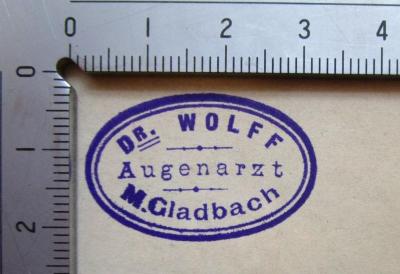 0 1 2 3 4
0
1
2
DR. WOLFF
Augenarzt
M.Gladbach